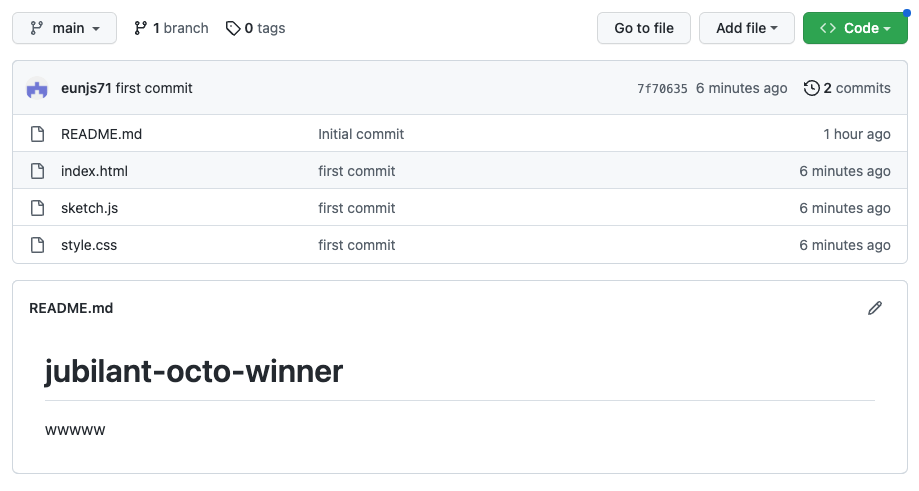 main 1 branch 0 tags Go to file Add file <> Code
eunjs71 first commit 7f70635 6 minutes ago 2 commits
README.md Initial commit 1 hour ago
index.html first commit 6 minutes ago
sketch.js first commit 6 minutes ago
style.css first commit 6 minutes ago
README.md
jubilant-octo-winner
wwwww